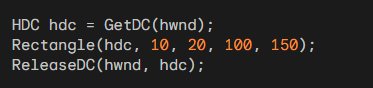 HDC hdc = GetDC(hwnd);
Rectangle(hdc, 10, 20, 100, 150);
ReleaseDC(hwnd, hdc);